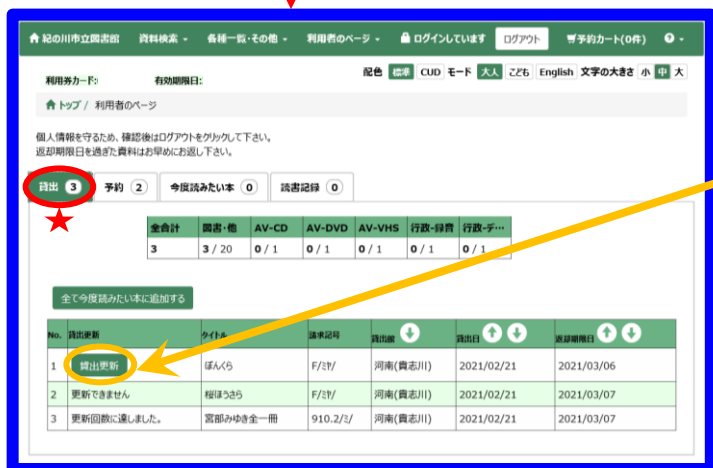 紀の川市立図書館 資料検索 各種一覧・その他 利用者のページ ログインしています ログアウト 予約カート(0件)
利用券カード: 有効期限日: 配色 標準 CUD モード 大人 こども English 文字の大きさ 小 中 大
トップ / 利用者のページ
個人情報を守るため、確認後はログアウトをクリックして下さい。
返却期限日を過ぎた資料はお早めにお返し下さい。
貸出 3 予約 2 今度読みたい本 0 読書記録 0
全合計 図書・他 AV-CD AV-DVD AV-VHS 行政-録音 行政-デ…
3 3 / 20 0 / 1 0 / 1 0 / 1 0 / 1 0 / 1
全て今度読みたい本に追加する
No. 貸出更新 タイトル 請求記号 貸出館 貸出日 返却期限日
1 貸出更新 ぼんくら F/ﾐﾔ/ 河南(貴志川) 2021/02/21 2021/03/06
2 更新できません 桜ほうさら F/ﾐﾔ/ 河南(貴志川) 2021/02/21 2021/03/07
3 更新回数に達しました。 宮部みゆき全一冊 910.2/ﾐ/ 河南(貴志川) 2021/02/21 2021/03/07